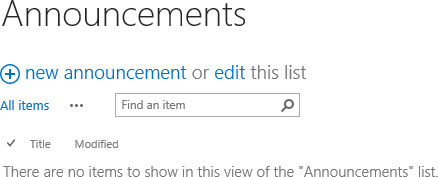 Announcements
new announcement or edit this list
All items ••• Find an item
Title Modified
There are no items to show in this view of the "Announcements" list.